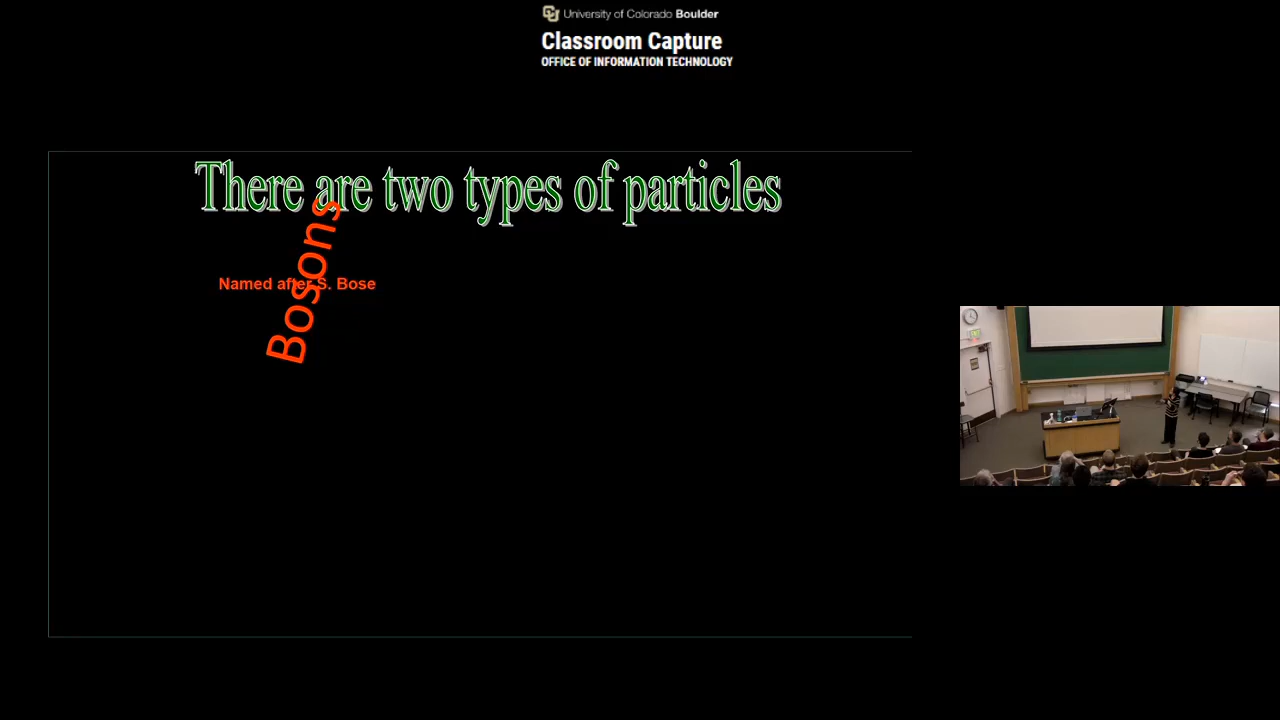 University of Colorado Boulder
Classroom Capture
OFFICE OF INFORMATION TECHNOLOGY
There are two types of particles
Bosons
Named after S. Bose